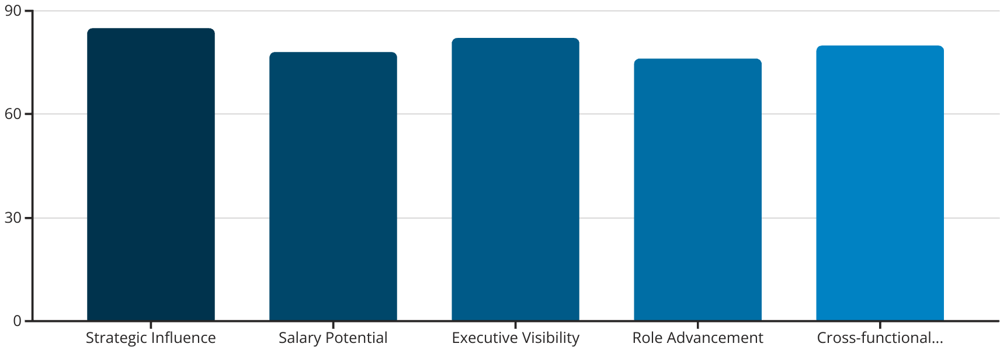 90
60
30
0
Strategic Influence
Salary Potential
Executive Visibility
Role Advancement
Cross-functional...